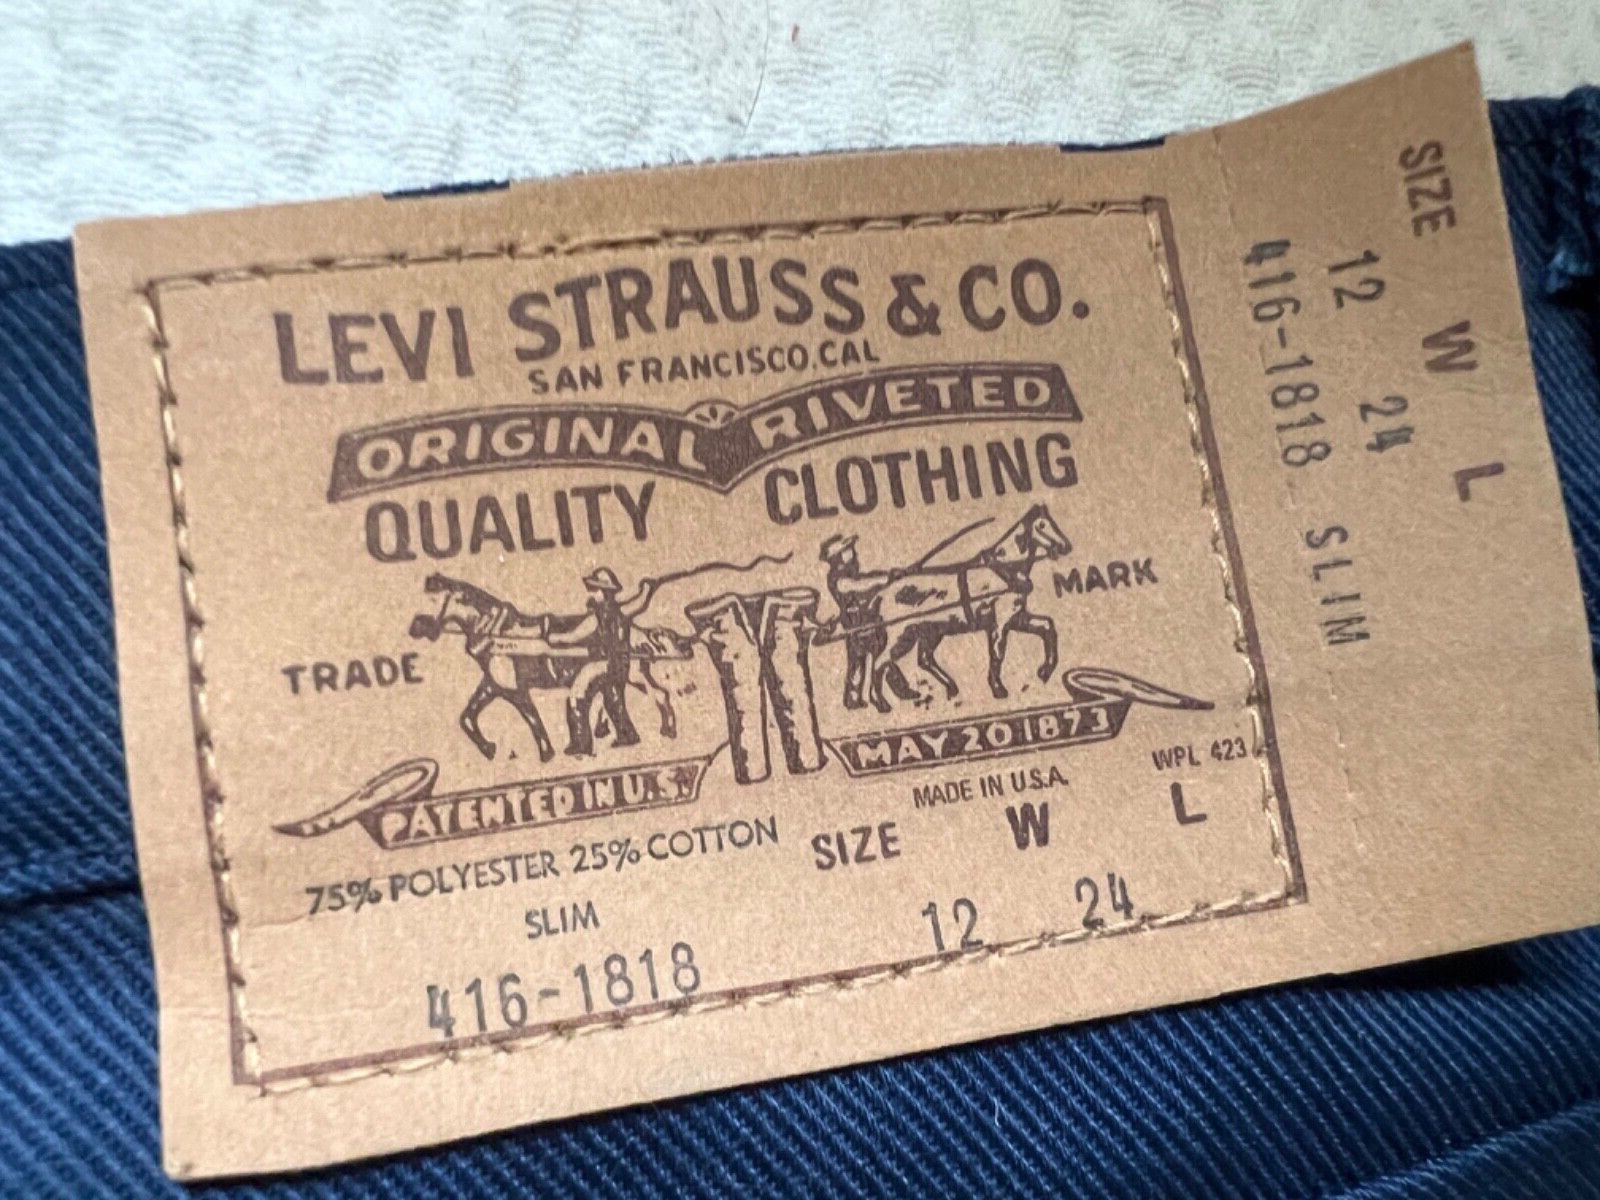 LEVI STRAUSS & CO.
SAN FRANCISCO, CAL
ORIGINAL RIVETED
QUALITY CLOTHING
TRADE MARK
PATENTED IN U.S. MAY 20 1873
MADE IN U.S.A.
WPL 423
75% POLYESTER 25% COTTON
SLIM
416-1818
SIZE W L
12 24
SIZE W L
12 24
416-1818 SLIM